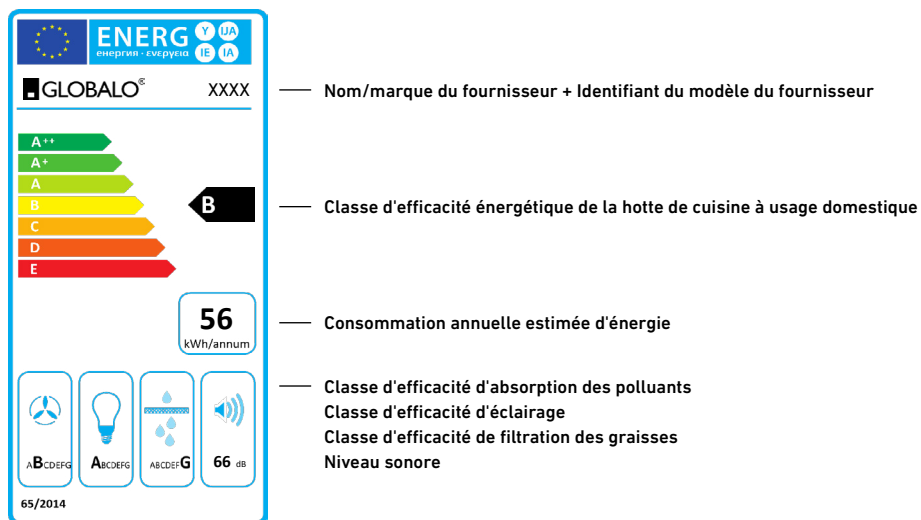 ENERG Y IJA
енергия · ενεργεια IE IA
GLOBALO® XXXX
Nom/marque du fournisseur + Identifiant du modèle du fournisseur
A++
A+
A
B
B
Classe d'efficacité énergétique de la hotte de cuisine à usage domestique
C
D
E
56
kWh/annum
Consommation annuelle estimée d'énergie
Classe d'efficacité d'absorption des polluants
Classe d'efficacité d'éclairage
Classe d'efficacité de filtration des graisses
Niveau sonore
ABCDEFG
ABCDEFG
ABCDEFG
66 dB
65/2014